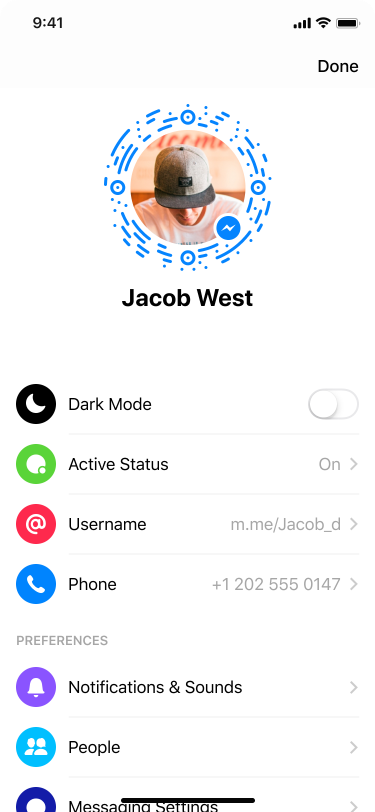 9:41
Done
Jacob West
Dark Mode
Active Status On
Username m.me/Jacob_d
Phone +1 202 555 0147
PREFERENCES
Notifications & Sounds
People
Messaging Settings